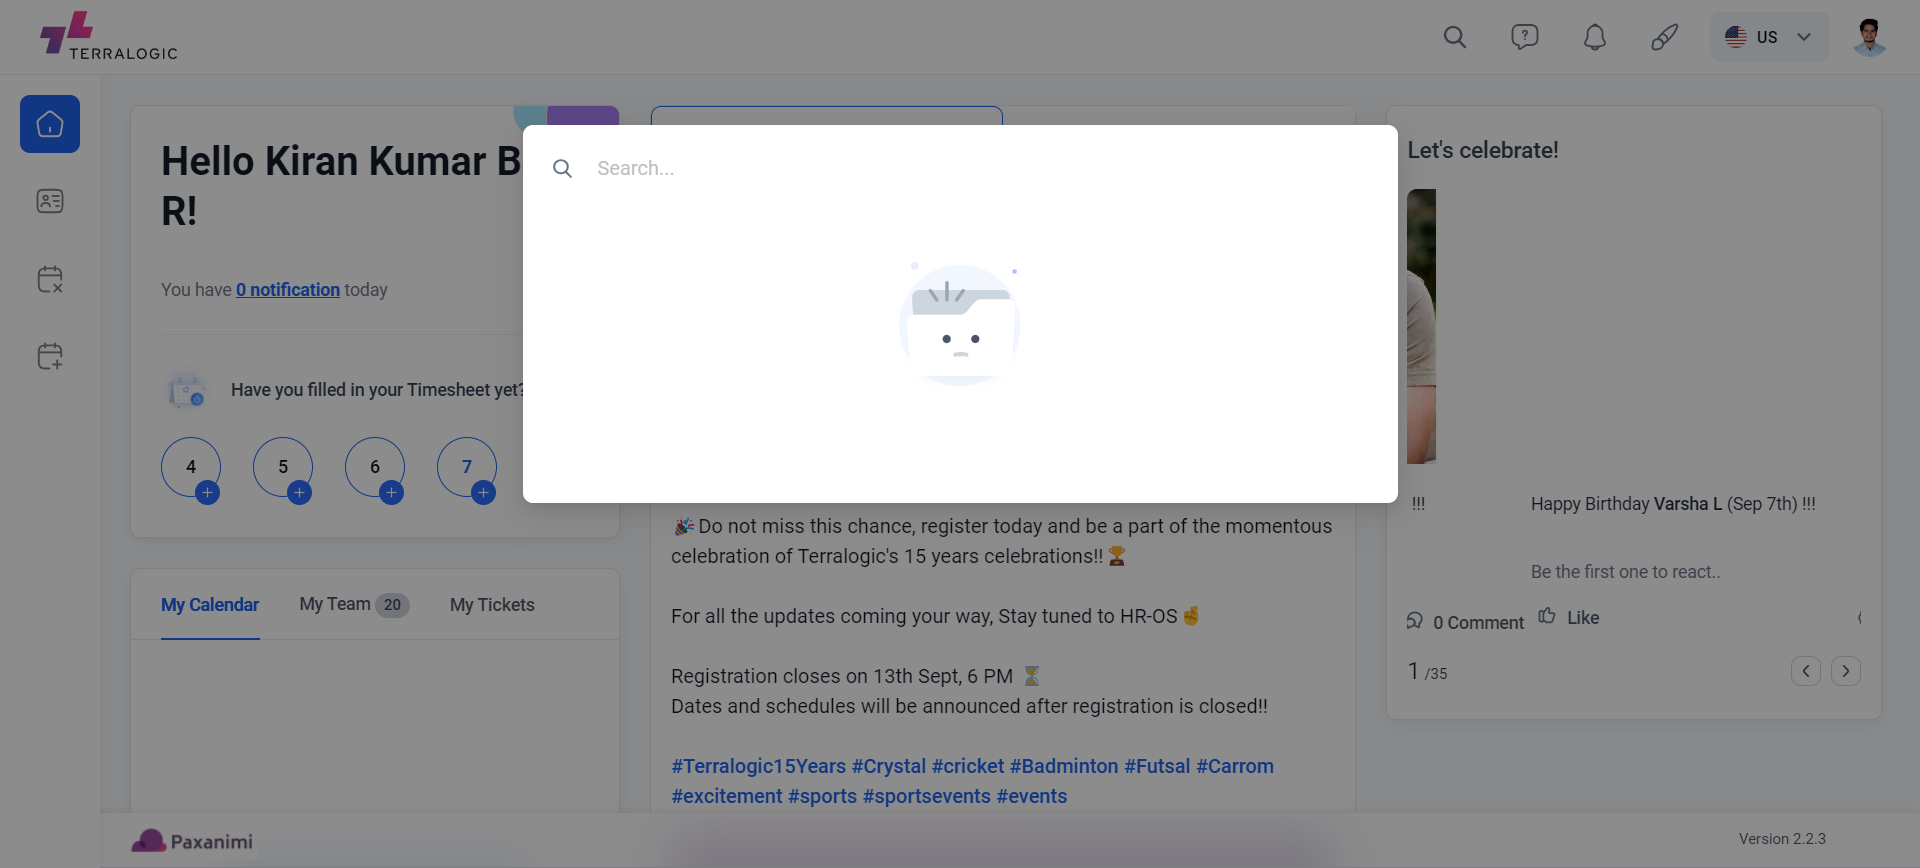 TERRALOGIC
US
Hello Kiran Kumar B
R!
You have 0 notification today
Have you filled in your Timesheet yet?
4 5 6 7
My Calendar My Team 20 My Tickets
Search...
🎉 Do not miss this chance, register today and be a part of the momentous
celebration of Terralogic's 15 years celebrations!! 🏆
For all the updates coming your way, Stay tuned to HR-OS ✌
Registration closes on 13th Sept, 6 PM ⏳
Dates and schedules will be announced after registration is closed!!
#Terralogic15Years #Crystal #cricket #Badminton #Futsal #Carrom
#excitement #sports #sportsevents #events
Let's celebrate!
!!! Happy Birthday Varsha L (Sep 7th) !!!
Be the first one to react..
0 Comment Like
1 /35
Paxanimi
Version 2.2.3